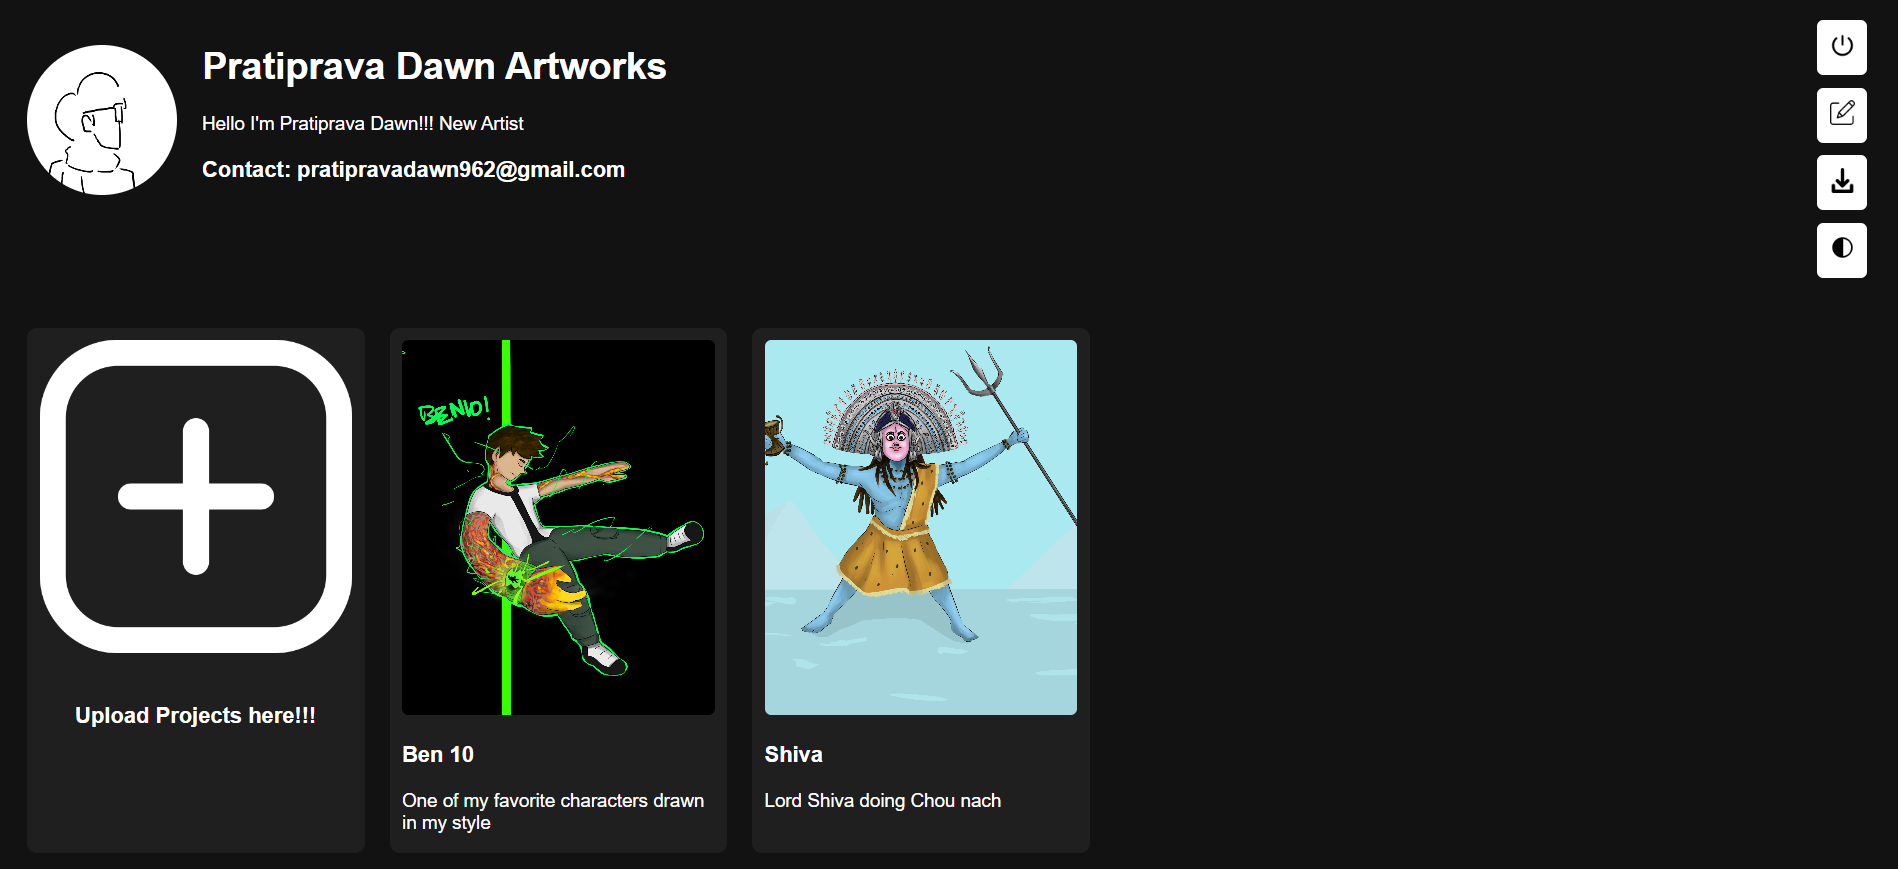 Pratiprava Dawn Artworks
Hello I'm Pratiprava Dawn!!! New Artist
Contact: pratipravadawn962@gmail.com
BEN10!
Upload Projects here!!!
Ben 10
One of my favorite characters drawn
in my style
Shiva
Lord Shiva doing Chou nach